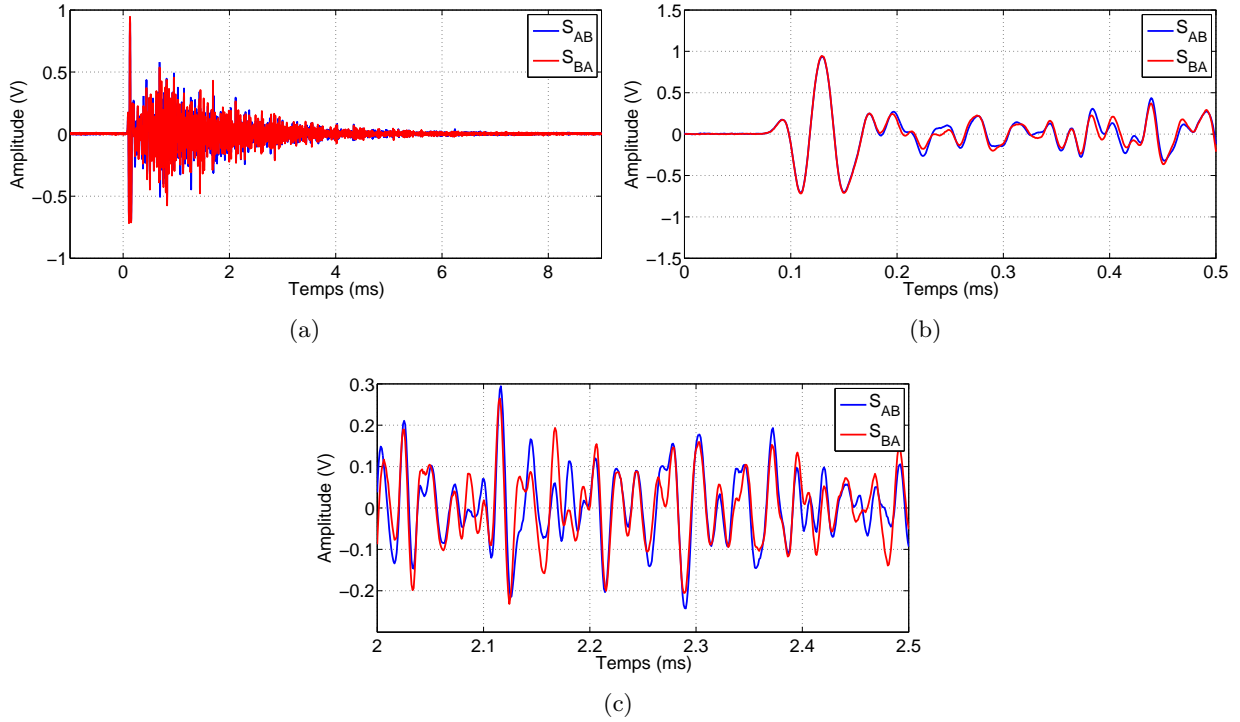 1
0.5
0
−0.5
−1
Amplitude (V)
0
2
4
6
8
Temps (ms)
S_AB
S_BA
(a)
1.5
1
0.5
0
−0.5
−1
−1.5
Amplitude (V)
0
0.1
0.2
0.3
0.4
0.5
Temps (ms)
S_AB
S_BA
(b)
0.3
0.2
0.1
0
−0.1
−0.2
Amplitude (V)
2
2.1
2.2
2.3
2.4
2.5
Temps (ms)
S_AB
S_BA
(c)